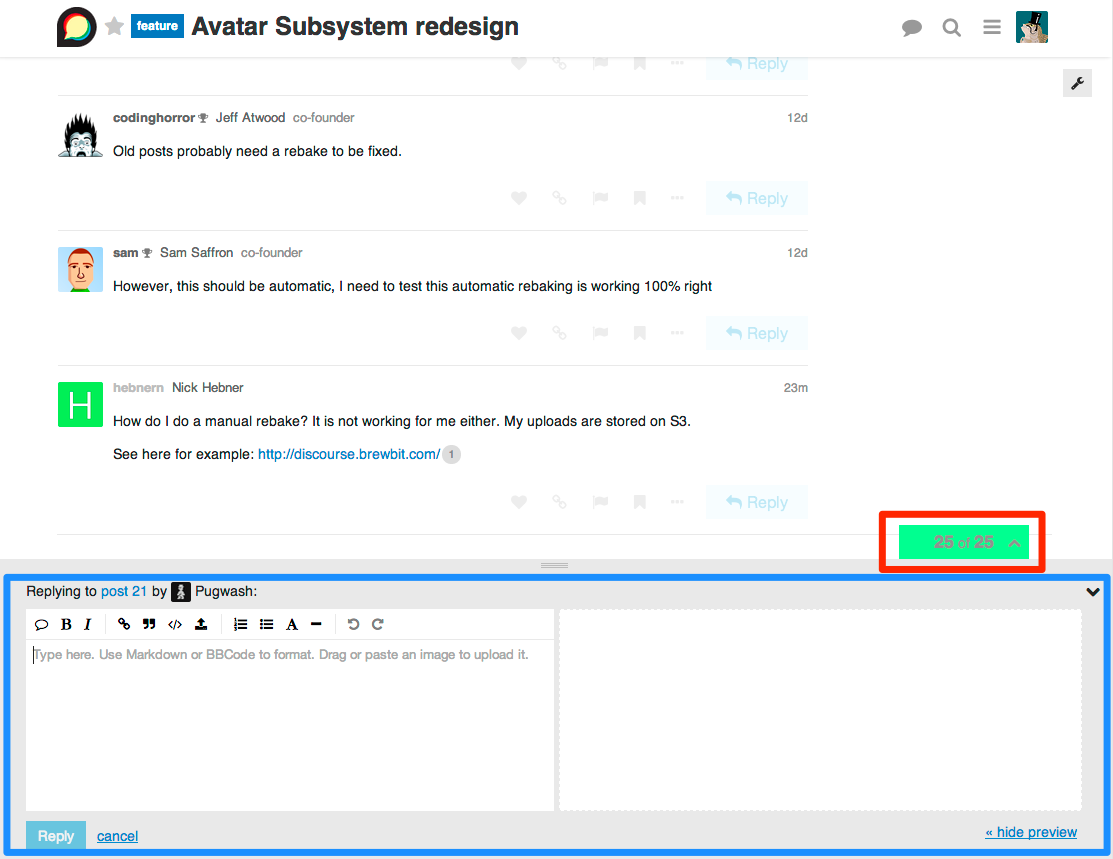 feature Avatar Subsystem redesign
Reply
codinghorror Jeff Atwood co-founder 12d
Old posts probably need a rebake to be fixed.
Reply
sam Sam Saffron co-founder 12d
However, this should be automatic, I need to test this automatic rebaking is working 100% right
Reply
H
hebnern Nick Hebner 23m
How do I do a manual rebake? It is not working for me either. My uploads are stored on S3.
See here for example: http://discourse.brewbit.com/ 1
Reply
25 of 25
Replying to post 21 by Pugwash:
B I A
Type here. Use Markdown or BBCode to format. Drag or paste an image to upload it.
Reply cancel « hide preview